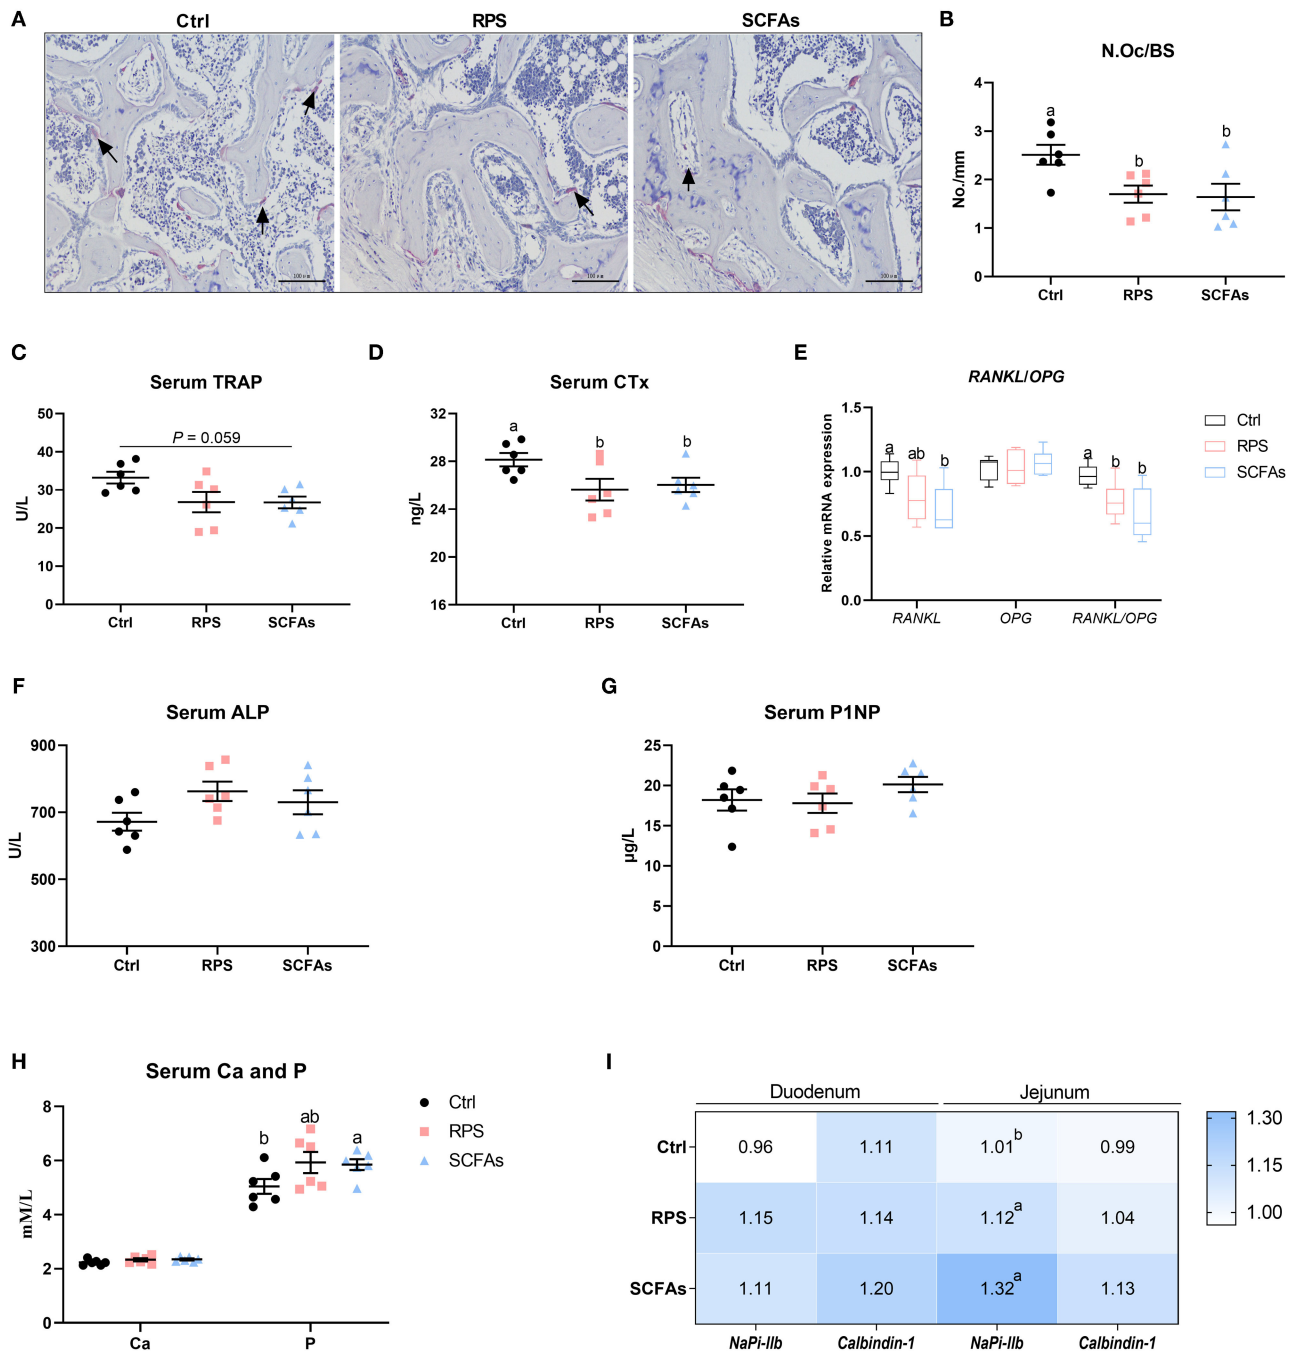 A
Ctrl
RPS
SCFAs
100 μm
100 μm
100 μm
B
N.Oc/BS
No./mm
4
3
2
1
0
a
b
b
Ctrl
RPS
SCFAs
C
Serum TRAP
U/L
50
40
30
20
10
0
P = 0.059
Ctrl
RPS
SCFAs
D
Serum CTx
ng/L
32
28
24
20
16
a
b
b
Ctrl
RPS
SCFAs
E
RANKL/OPG
Relative mRNA expression
1.5
1.0
0.5
0.0
a
ab
b
a
b
b
RANKL
OPG
RANKL/OPG
Ctrl
RPS
SCFAs
F
Serum ALP
U/L
900
700
500
300
Ctrl
RPS
SCFAs
G
Serum P1NP
μg/L
25
20
15
10
5
0
Ctrl
RPS
SCFAs
H
Serum Ca and P
mM/L
8
6
4
2
0
b
ab
a
Ca
P
Ctrl
RPS
SCFAs
I
Duodenum
Jejunum
Ctrl
0.96
1.11
1.01b
0.99
RPS
1.15
1.14
1.12a
1.04
SCFAs
1.11
1.20
1.32a
1.13
NaPi-IIb
Calbindin-1
NaPi-IIb
Calbindin-1
1.30
1.15
1.00